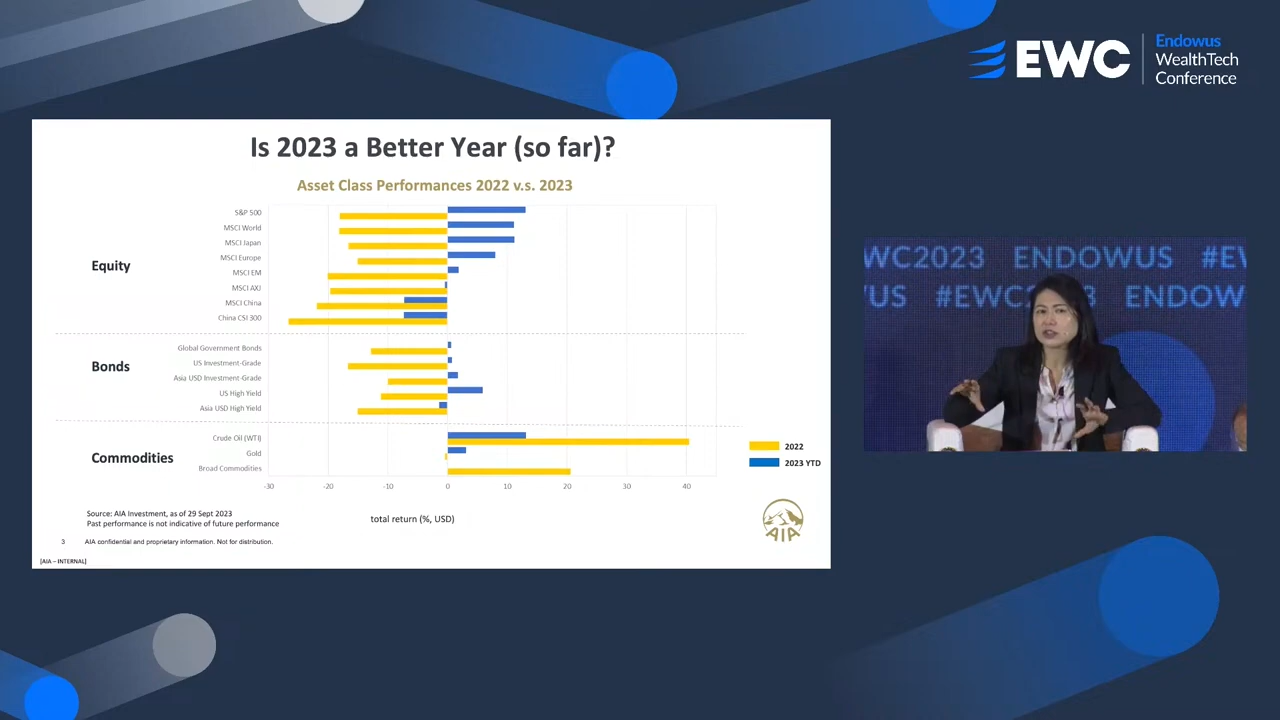 EWC
Endowus
WealthTech
Conference
Is 2023 a Better Year (so far)?
Asset Class Performances 2022 v.s. 2023
Equity
S&P 500
MSCI World
MSCI Japan
MSCI Europe
MSCI EM
MSCI AXJ
MSCI China
China CSI 300
Bonds
Global Government Bonds
US Investment-Grade
Asia USD Investment-Grade
US High Yield
Asia USD High Yield
Commodities
Crude Oil (WTI)
Gold
Broad Commodities
-30 -20 -10 0 10 20 30 40
total return (%, USD)
2022
2023 YTD
Source: AIA Investment, as of 29 Sept 2023
Past performance is not indicative of future performance
3 AIA confidential and proprietary information. Not for distribution.
[AIA – INTERNAL]
AIA
WC2023 ENDOWUS #EW
US #EWC2023 ENDOW